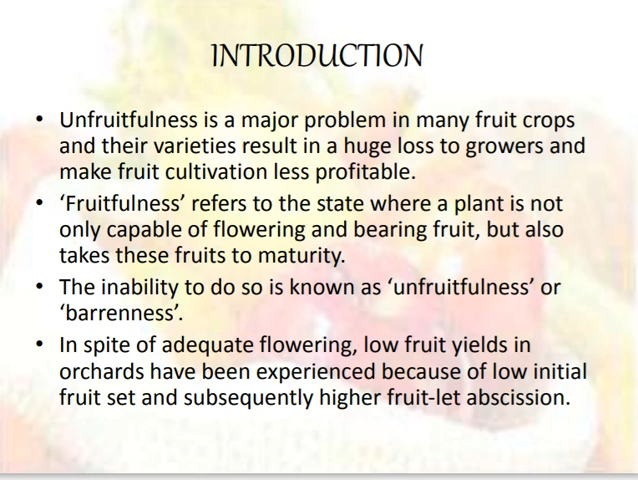 INTRODUCTION
• Unfruitfulness is a major problem in many fruit crops
and their varieties result in a huge loss to growers and
make fruit cultivation less profitable.
• ‘Fruitfulness’ refers to the state where a plant is not
only capable of flowering and bearing fruit, but also
takes these fruits to maturity.
• The inability to do so is known as ‘unfruitfulness’ or
‘barrenness’.
• In spite of adequate flowering, low fruit yields in
orchards have been experienced because of low initial
fruit set and subsequently higher fruit-let abscission.